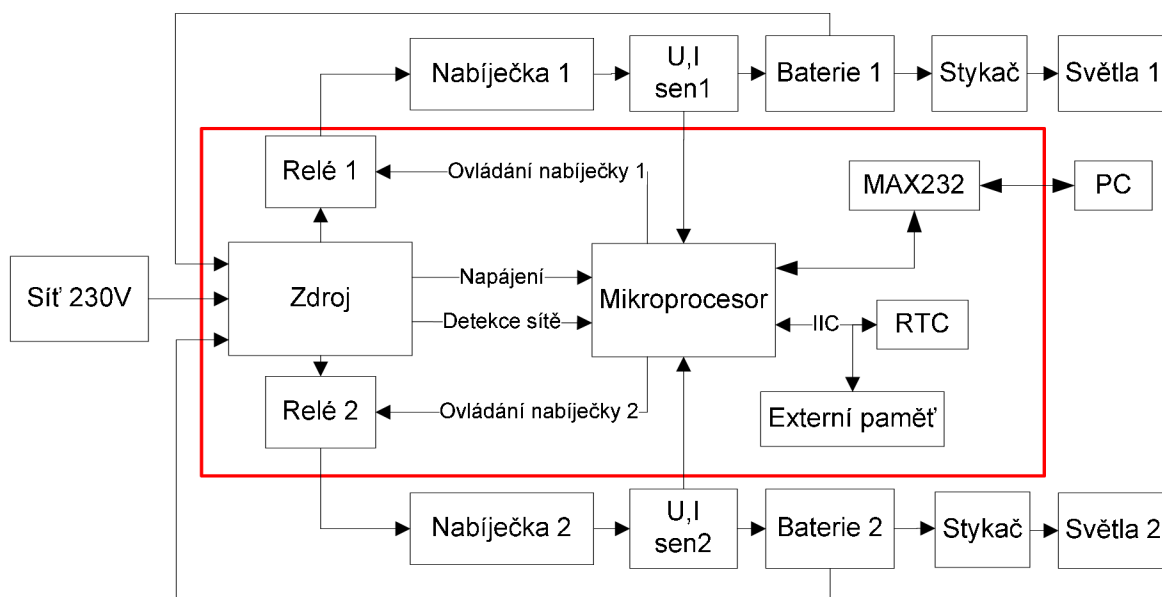 Nabíječka 1
U,I
sen1
Baterie 1
Stykač
Světla 1
Relé 1
Ovládání nabíječky 1
MAX232
PC
Síť 230V
Zdroj
Napájení
Detekce sítě
Mikroprocesor
IIC
RTC
Relé 2
Ovládání nabíječky 2
Externí paměť
Nabíječka 2
U,I
sen2
Baterie 2
Stykač
Světla 2